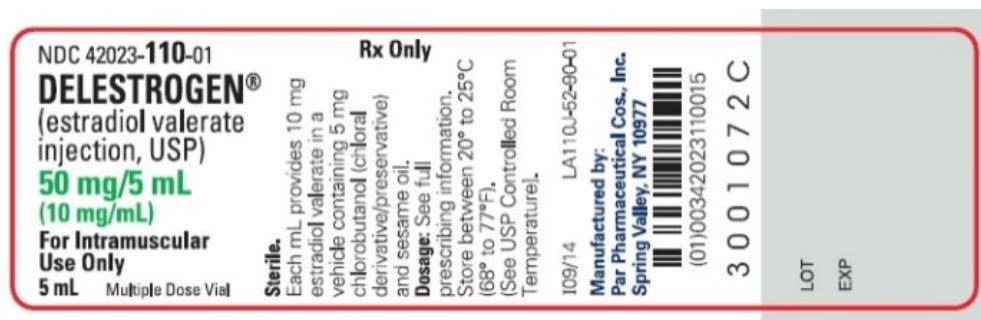 NDC 42023-110-01
DELESTROGEN®
(estradiol valerate
injection, USP)
50 mg/5 mL
(10 mg/mL)
For Intramuscular
Use Only
5 mL Multiple Dose Vial
Rx Only
Sterile.
Each mL provides 10 mg
estradiol valerate in a
vehicle containing 5 mg
chlorobutanol (chloral
derivative/preservative)
and sesame oil.
Dosage: See full
prescribing information.
Store between 20° to 25°C
(68° to 77°F).
(See USP Controlled Room
Temperature].
I09/14 LA110J-52-90-01
Manufactured by:
Par Pharmaceutical Cos., Inc.
Spring Valley, NY 10977
(01)00342023110015
3001072C
LOT
EXP